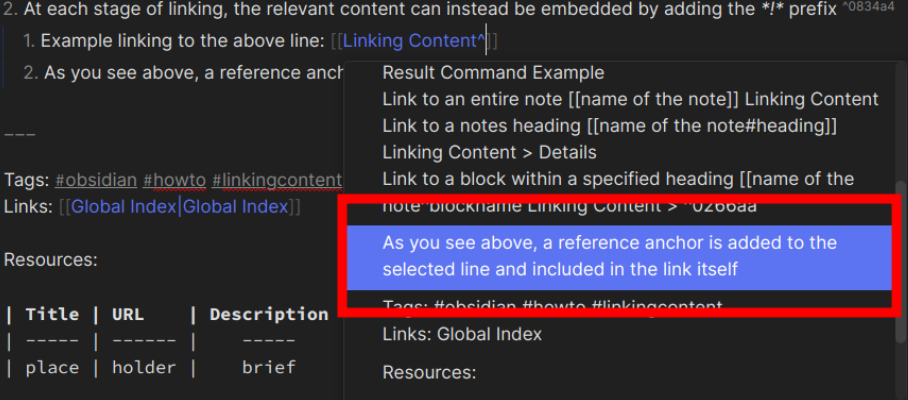 2. At each stage of linking, the relevant content can instead be embedded by adding the *!* prefix ^0834a4
1. Example linking to the above line: [[Linking Content^]]
2. As you see above, a reference anch
---
Tags: #obsidian #howto #linkingcontent
Links: [[Global Index|Global Index]]
Resources:
| Title | URL | Description
| ----- | ------ | -----
| place | holder | brief
Result Command Example
Link to an entire note [[name of the note]] Linking Content
Link to a notes heading [[name of the note#heading]]
Linking Content > Details
Link to a block within a specified heading [[name of the
note^blockname Linking Content > ^0266aa
As you see above, a reference anchor is added to the
selected line and included in the link itself
Tags: #obsidian #howto #linkingcontent
Links: Global Index
Resources: